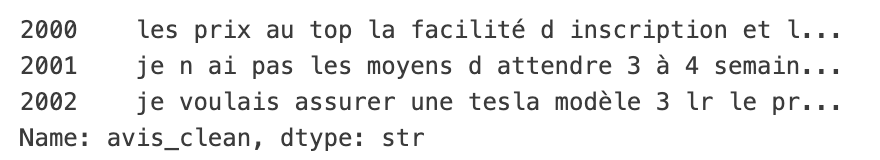 2000    les prix au top la facilité d inscription et l...
2001    je n ai pas les moyens d attendre 3 à 4 semain...
2002    je voulais assurer une tesla modèle 3 lr le pr...
Name: avis_clean, dtype: str